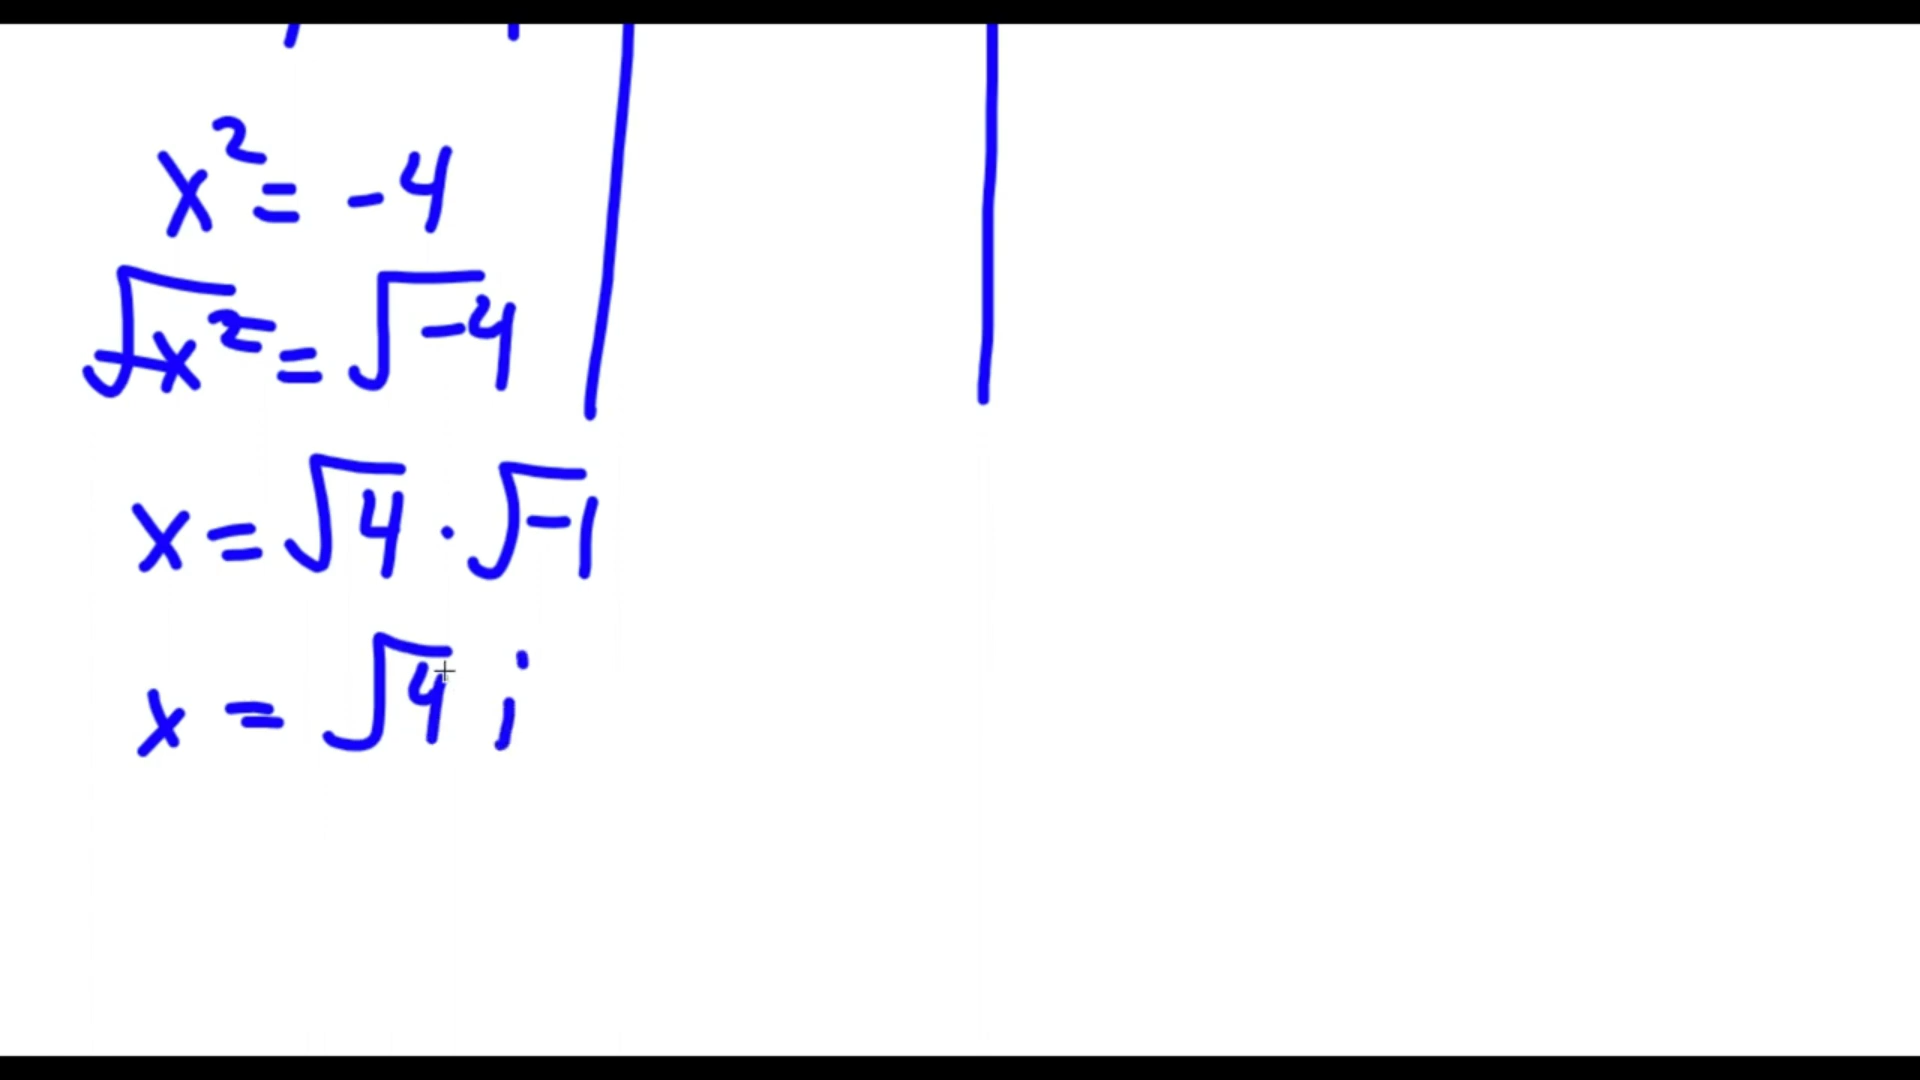 x² = -4
√x² = √-4
x = √4 · √-1
x = √4 i